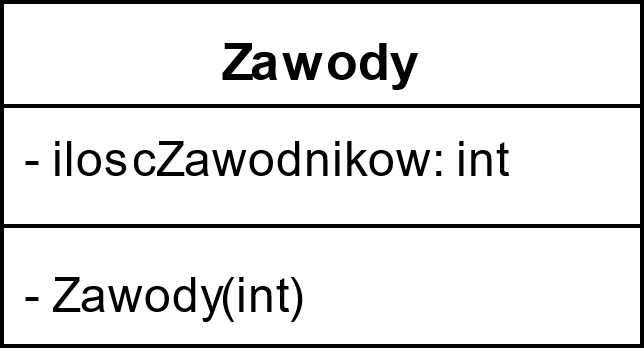 Zawody
- iloscZawodnikow: int
- Zawody(int)